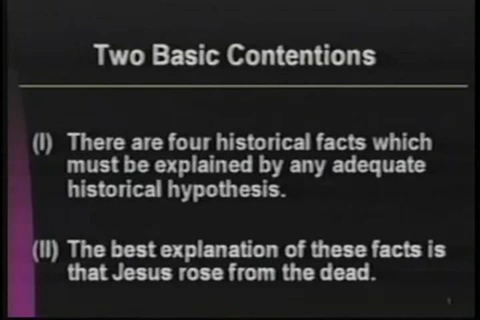 Two Basic Contentions
(I) There are four historical facts which
must be explained by any adequate
historical hypothesis.
(II) The best explanation of these facts is
that Jesus rose from the dead.